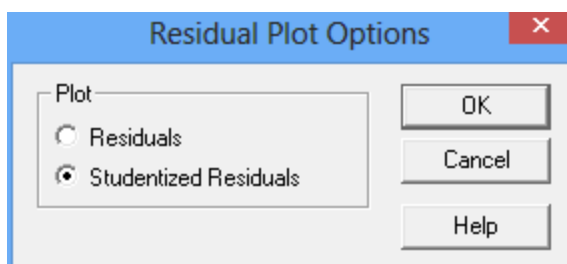 Residual Plot Options
Plot
Residuals
Studentized Residuals
OK
Cancel
Help